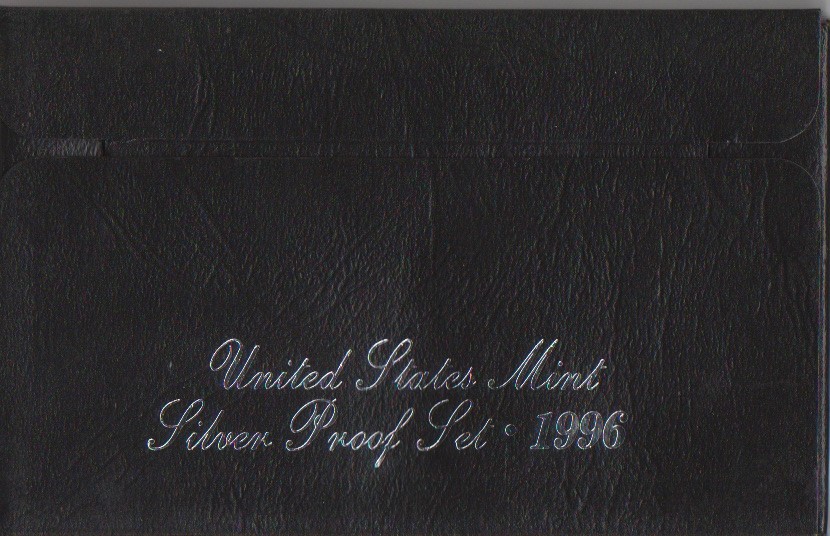 United States Mint
Silver Proof Set • 1996